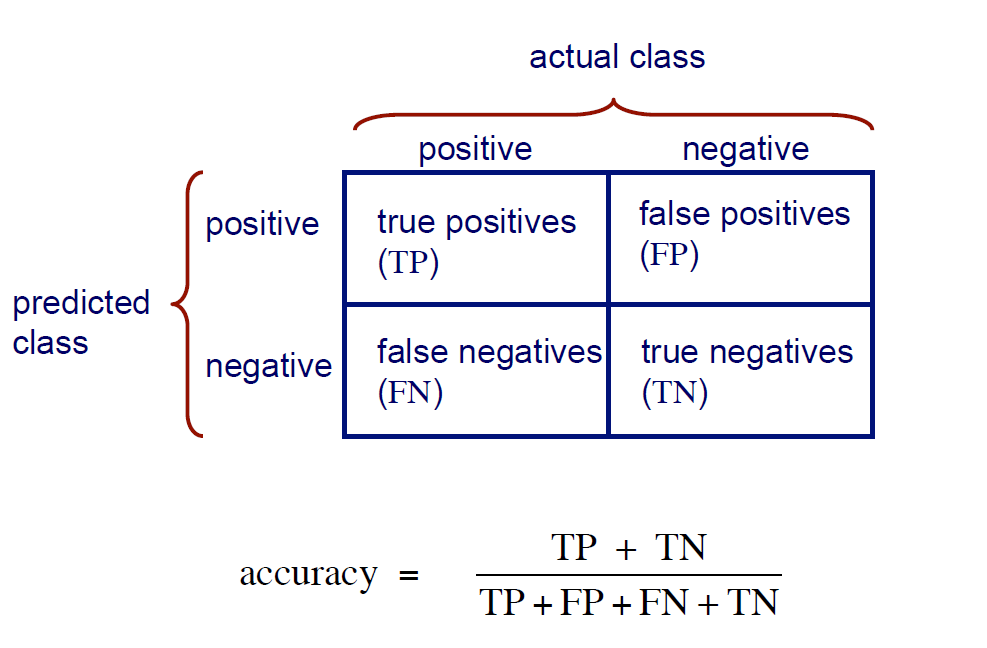 actual class
positive negative
positive
true positives
(TP)
false positives
(FP)
predicted
class
negative
false negatives
(FN)
true negatives
(TN)
accuracy = TP + TN
TP + FP + FN + TN